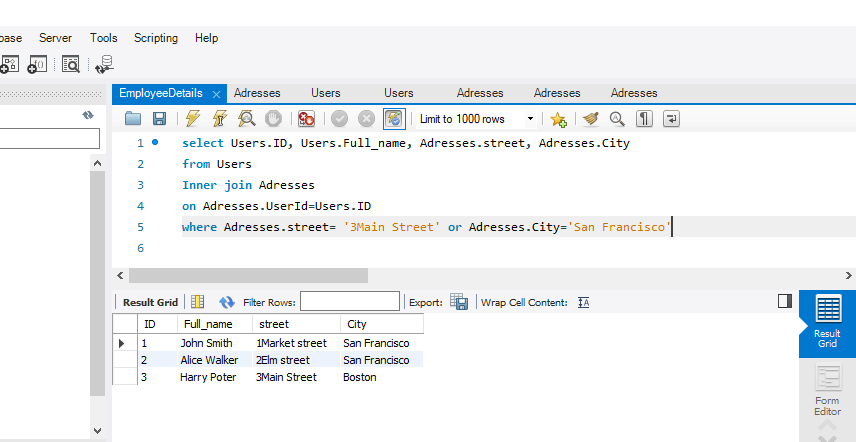 Server Tools Scripting Help
EmployeeDetails Adresses Users Users Adresses Adresses Adresses
Limit to 1000 rows
1 select Users.ID, Users.Full_name, Adresses.street, Adresses.City
2 from Users
3 Inner join Adresses
4 on Adresses.UserId=Users.ID
5 where Adresses.street= '3Main Street' or Adresses.City='San Francisco'
6
Result Grid Filter Rows: Export: Wrap Cell Content:
ID Full_name street City
1 John Smith 1Market street San Francisco
2 Alice Walker 2Elm street San Francisco
3 Harry Poter 3Main Street Boston
Result
Grid
Form
Editor